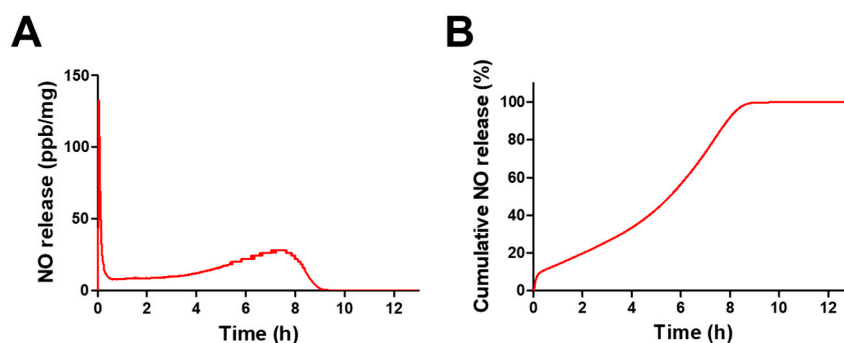 A
NO release (ppb/mg)
150
100
50
0
0 2 4 6 8 10 12
Time (h)
B
Cumulative NO release (%)
100
80
60
40
20
0
0 2 4 6 8 10 12
Time (h)